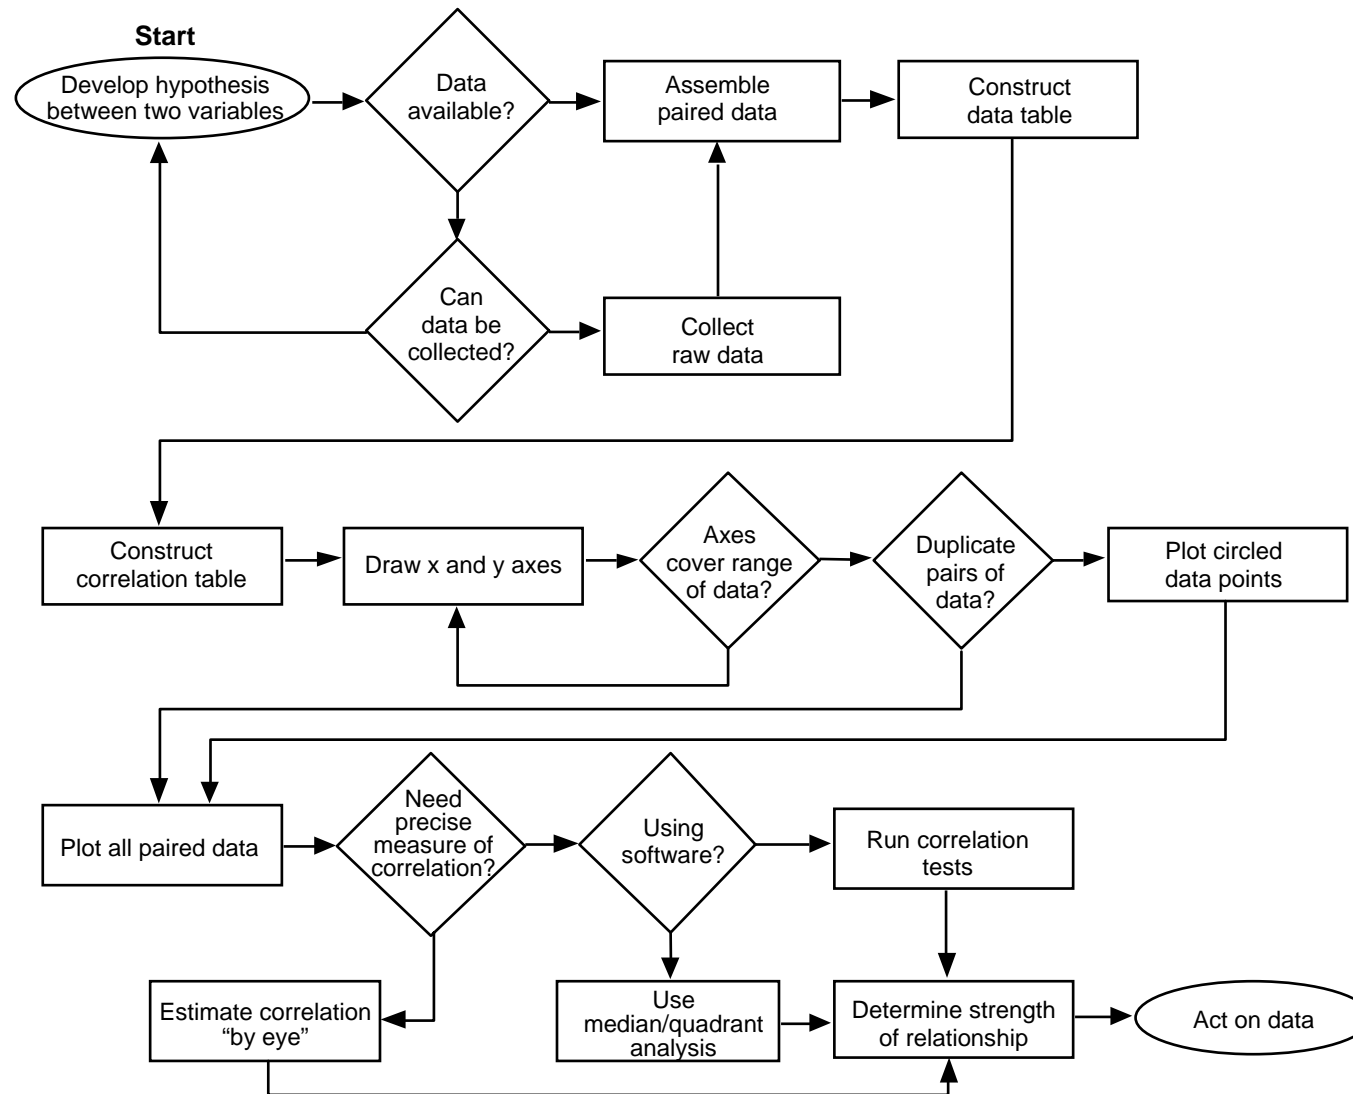 Start
Develop hypothesis
between two variables
Data
available?
Assemble
paired data
Construct
data table
Can
data be
collected?
Collect
raw data
Construct
correlation table
Draw x and y axes
Axes
cover range
of data?
Duplicate
pairs of
data?
Plot circled
data points
Plot all paired data
Need
precise
measure of
correlation?
Using
software?
Run correlation
tests
Estimate correlation
“by eye”
Use
median/quadrant
analysis
Determine strength
of relationship
Act on data